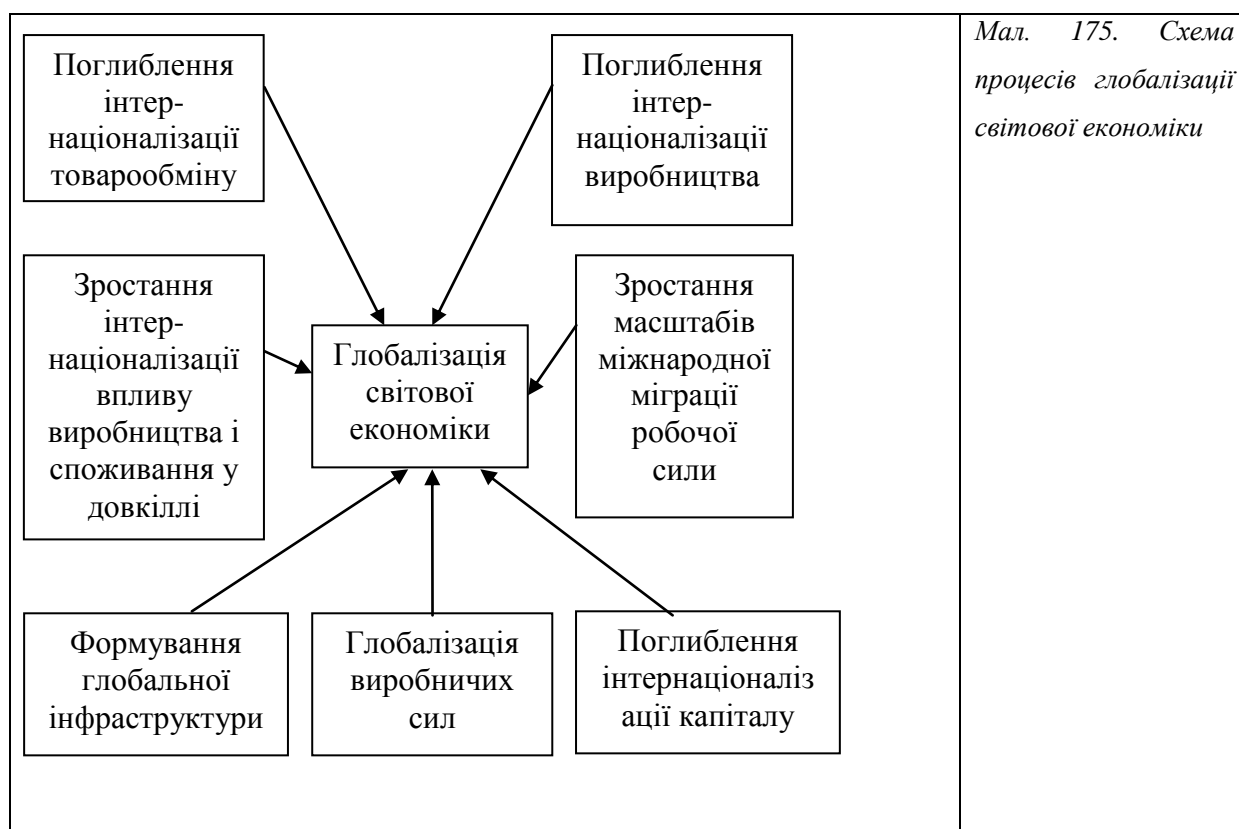 Поглиблення
інтер-
націоналізації
товарообміну
Поглиблення
інтер-
націоналізації
виробництва
Мал. 175. Схема
процесів глобалізації
світової економіки
Зростання
інтер-
націоналізації
впливу
виробництва і
споживання у
довкіллі
Глобалізація
світової
економіки
Зростання
масштабів
міжнародної
міграції
робочої
сили
Формування
глобальної
інфраструктури
Глобалізація
виробничих
сил
Поглиблення
інтернаціоналіз
ації капіталу